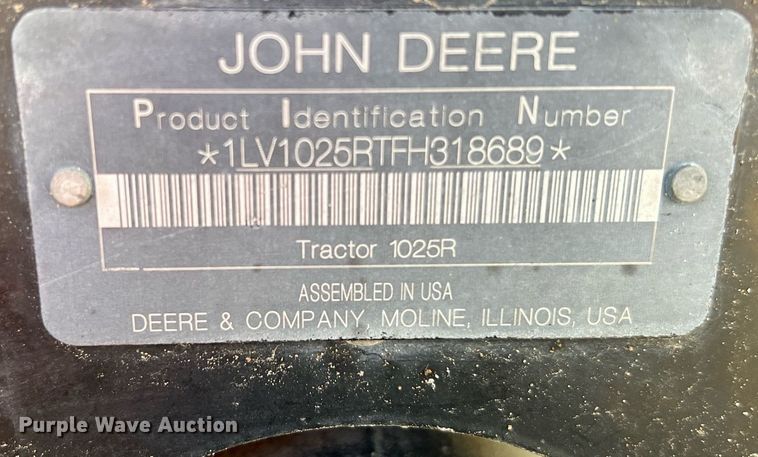 JOHN DEERE
Product Identification Number
*1LV1025RTFH318689*
Tractor 1025R
ASSEMBLED IN USA
DEERE & COMPANY, MOLINE, ILLINOIS, USA
Purple Wave Auction